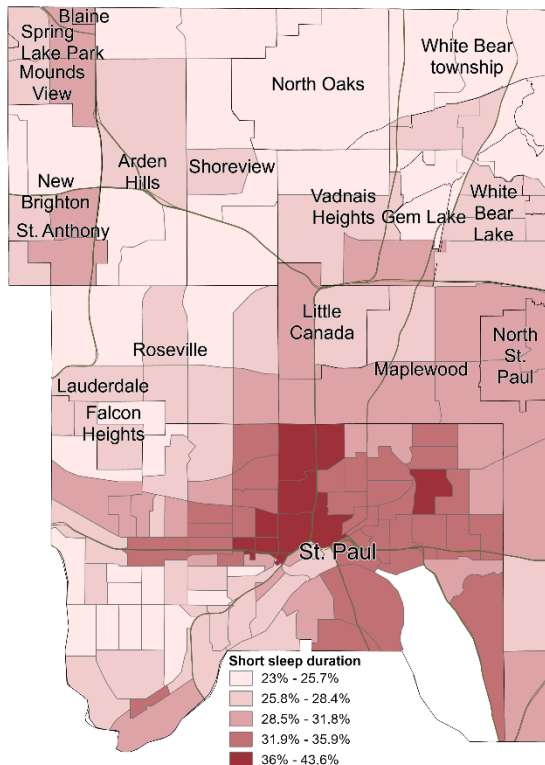 Blaine
Spring
Lake Park
Mounds
View
White Bear
township
North Oaks
Arden
Hills
Shoreview
New
Brighton
St. Anthony
Vadnais
Heights
Gem Lake
White
Bear
Lake
Little
Canada
North
St.
Paul
Roseville
Maplewood
Lauderdale
Falcon
Heights
St. Paul
Short sleep duration
23% - 25.7%
25.8% - 28.4%
28.5% - 31.8%
31.9% - 35.9%
36% - 43.6%